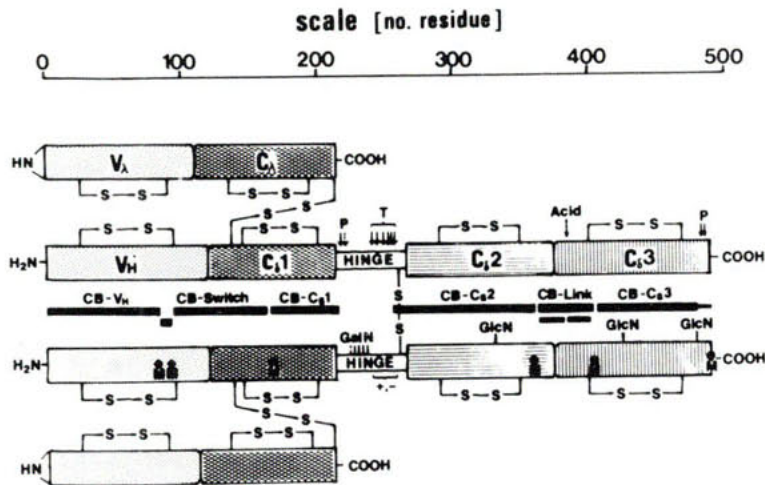 scale [no. residue]
0 100 200 300 400 500
HN Vλ Cλ COOH
S S S S
S S
P T Acid P
S S S S S S S S
H₂N VH Cδ1 HINGE Cδ2 Cδ3 COOH
CB-VH CB-Switch CB-Cδ1 S CB-Cδ2 CB-Link CB-Cδ3
GalN S GlcN GlcN GlcN
H₂N HINGE COOH
S S S S +,- S S S S
S S
S S S S
HN COOH